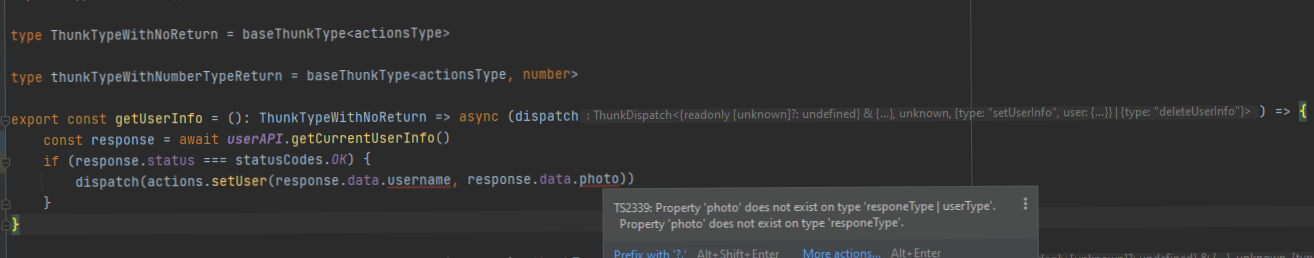 type ThunkTypeWithNoReturn = baseThunkType<actionsType>
type thunkTypeWithNumberTypeReturn = baseThunkType<actionsType, number>
export const getUserInfo = (): ThunkTypeWithNoReturn => async (dispatch : ThunkDispatch<{readonly [unknown]?: undefined} & {...}, unknown, {type: "setUserInfo", user: {...}} | {type: "deleteUserInfo"}> ) => {
const response = await userAPI.getCurrentUserInfo()
if (response.status === statusCodes.OK) {
dispatch(actions.setUser(response.data.username, response.data.photo))
}
}
TS2339: Property 'photo' does not exist on type 'responeType | userType'.
Property 'photo' does not exist on type 'responeType'.
Prefix with '?.' Alt+Shift+Enter More actions... Alt+Enter